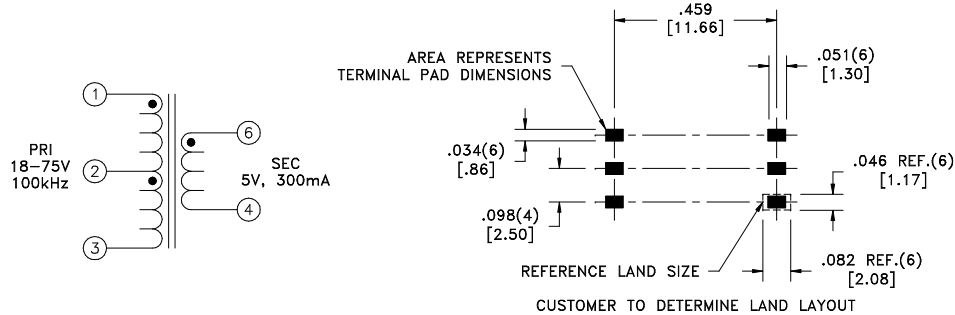 1
2
3
PRI
18-75V
100kHz
6
4
SEC
5V, 300mA
.459
[11.66]
AREA REPRESENTS
TERMINAL PAD DIMENSIONS
.051(6)
[1.30]
.034(6)
[.86]
.046 REF.(6)
[1.17]
.098(4)
[2.50]
REFERENCE LAND SIZE
.082 REF.(6)
[2.08]
CUSTOMER TO DETERMINE LAND LAYOUT